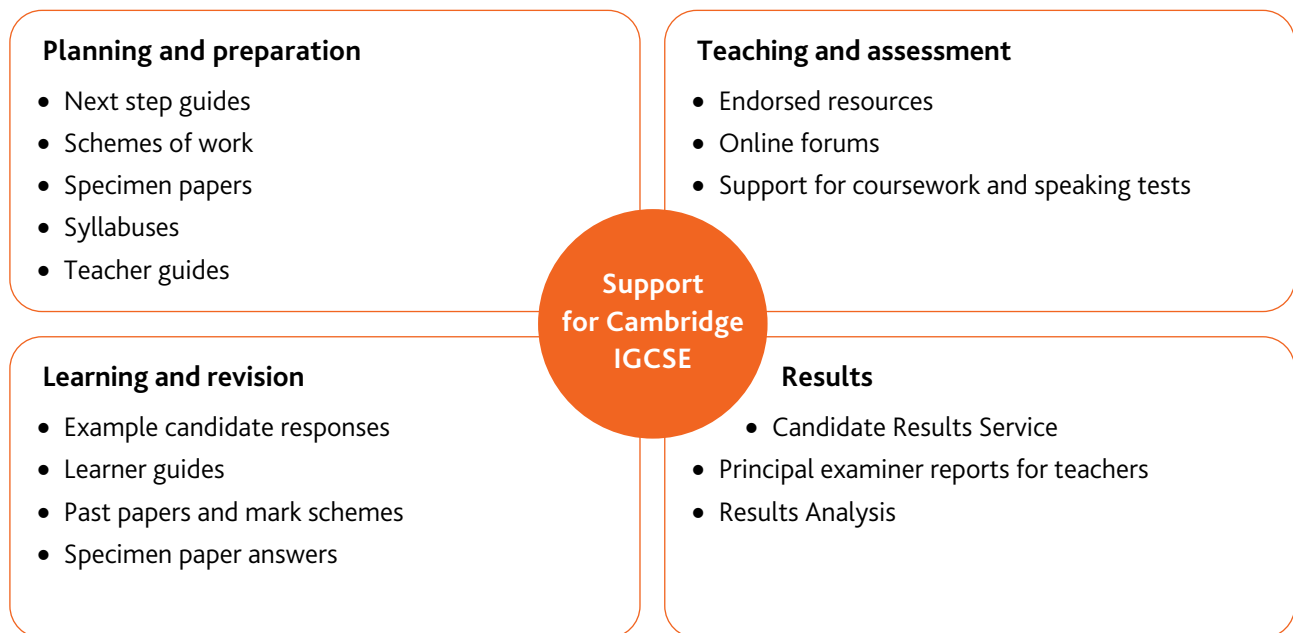 Planning and preparation
• Next step guides
• Schemes of work
• Specimen papers
• Syllabuses
• Teacher guides
Teaching and assessment
• Endorsed resources
• Online forums
• Support for coursework and speaking tests
Support
for Cambridge
IGCSE
Learning and revision
• Example candidate responses
• Learner guides
• Past papers and mark schemes
• Specimen paper answers
Results
• Candidate Results Service
• Principal examiner reports for teachers
• Results Analysis